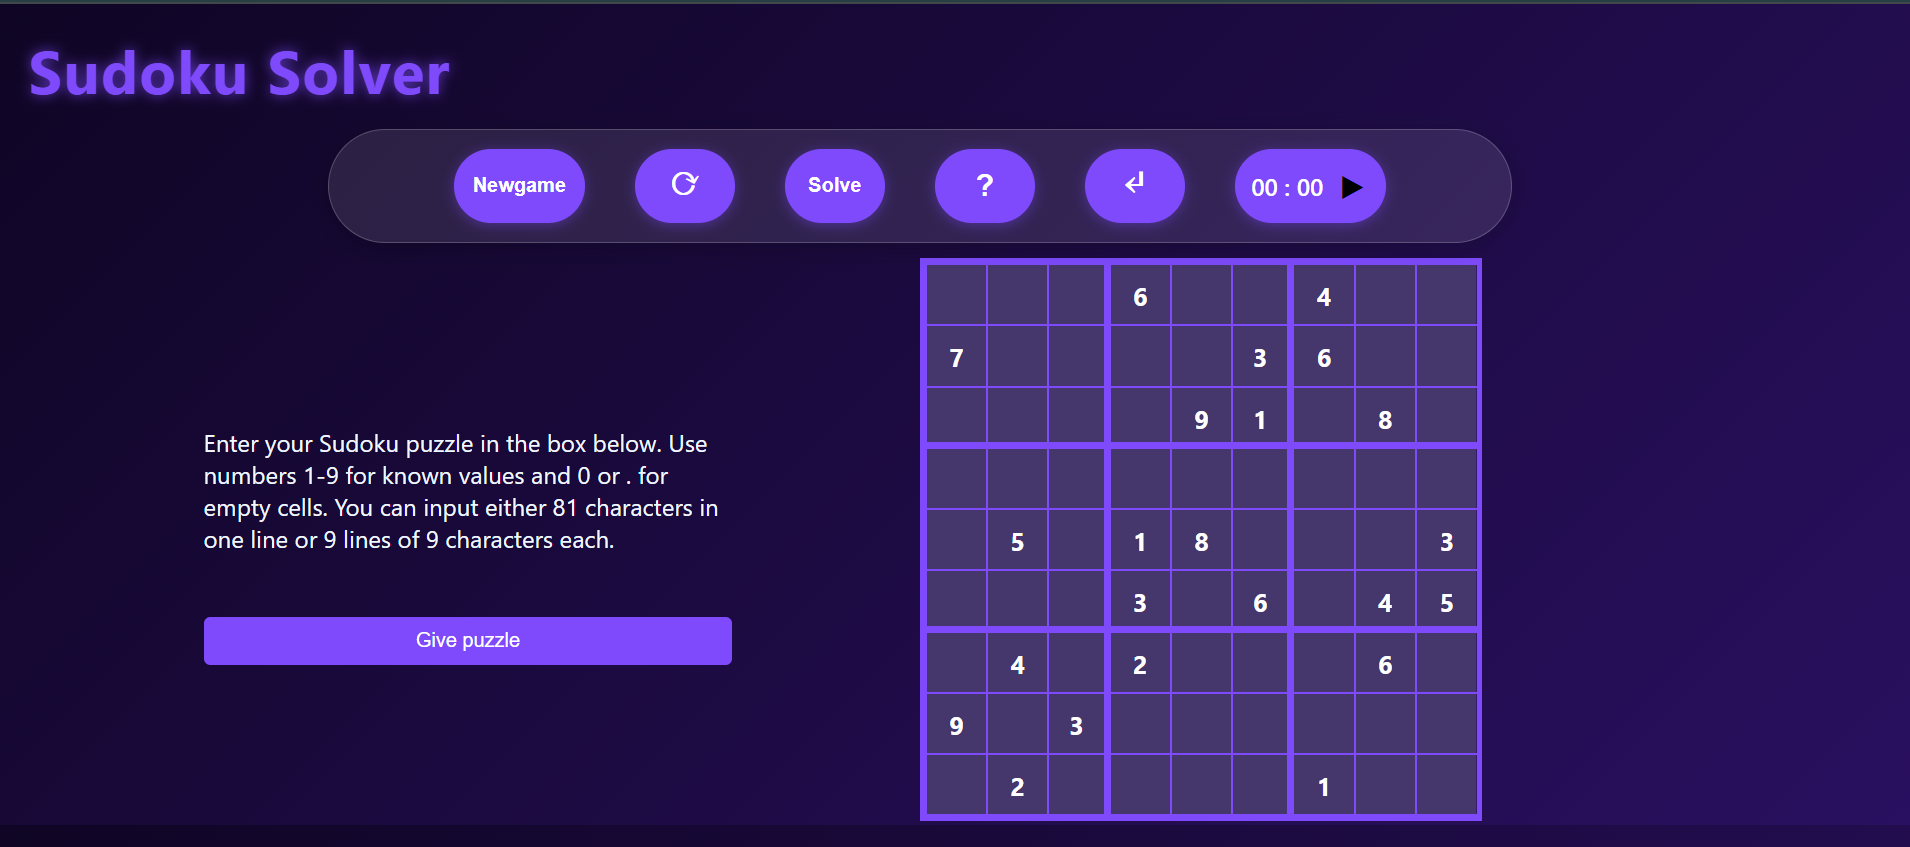 Sudoku Solver
Newgame ⟳ Solve ? ↵ 00 : 00 ▶
6 4
7 3 6
9 1 8
Enter your Sudoku puzzle in the box below. Use
numbers 1-9 for known values and 0 or . for
empty cells. You can input either 81 characters in
one line or 9 lines of 9 characters each.
5 1 8 3
3 6 4 5
Give puzzle
4 2 6
9 3
2 1